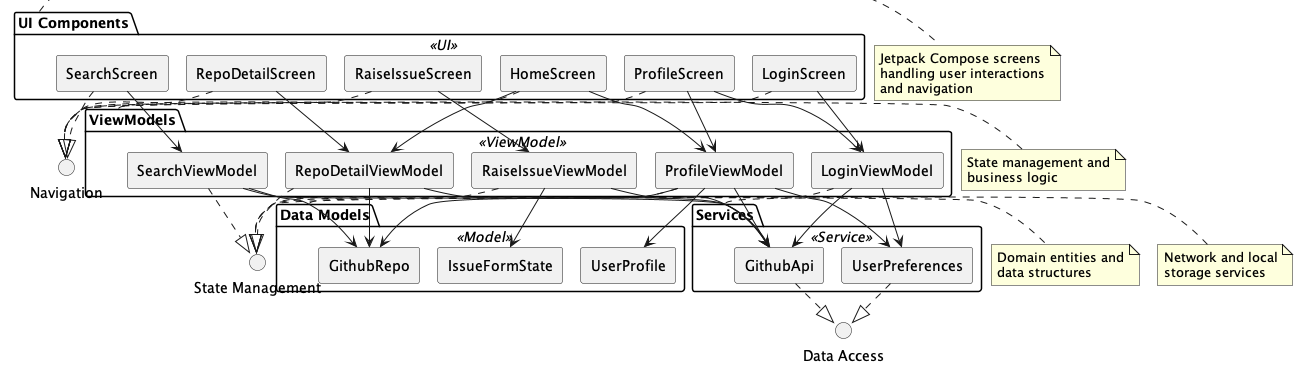 UI Components
«UI»
SearchScreen
RepoDetailScreen
RaiseIssueScreen
HomeScreen
ProfileScreen
LoginScreen
Jetpack Compose screens
handling user interactions
and navigation
ViewModels
«ViewModel»
SearchViewModel
RepoDetailViewModel
RaiseIssueViewModel
ProfileViewModel
LoginViewModel
State management and
business logic
Navigation
Data Models
«Model»
GithubRepo
IssueFormState
UserProfile
Services
«Service»
GithubApi
UserPreferences
Domain entities and
data structures
Network and local
storage services
State Management
Data Access